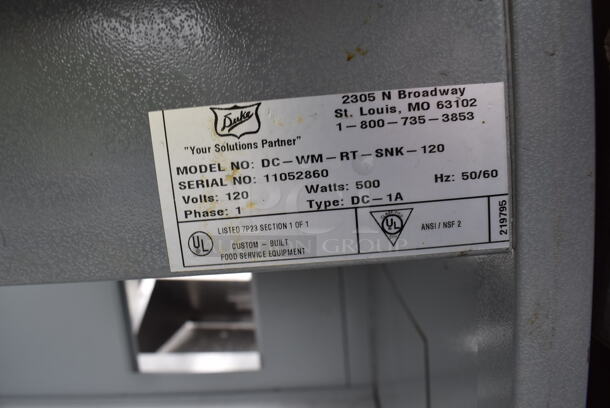 Duke
"Your Solutions Partner"
2305 N Broadway
St. Louis, MO 63102
1-800-735-3853
MODEL NO: DC-WM-RT-SNK-120
SERIAL NO: 11052860
Volts: 120 Watts: 500 Hz: 50/60
Phase: 1 Type: DC-1A
UL LISTED 7P23 SECTION 1 OF 1
CUSTOM - BUILT
FOOD SERVICE EQUIPMENT
UL ANSI / NSF 2
219795
GROUP